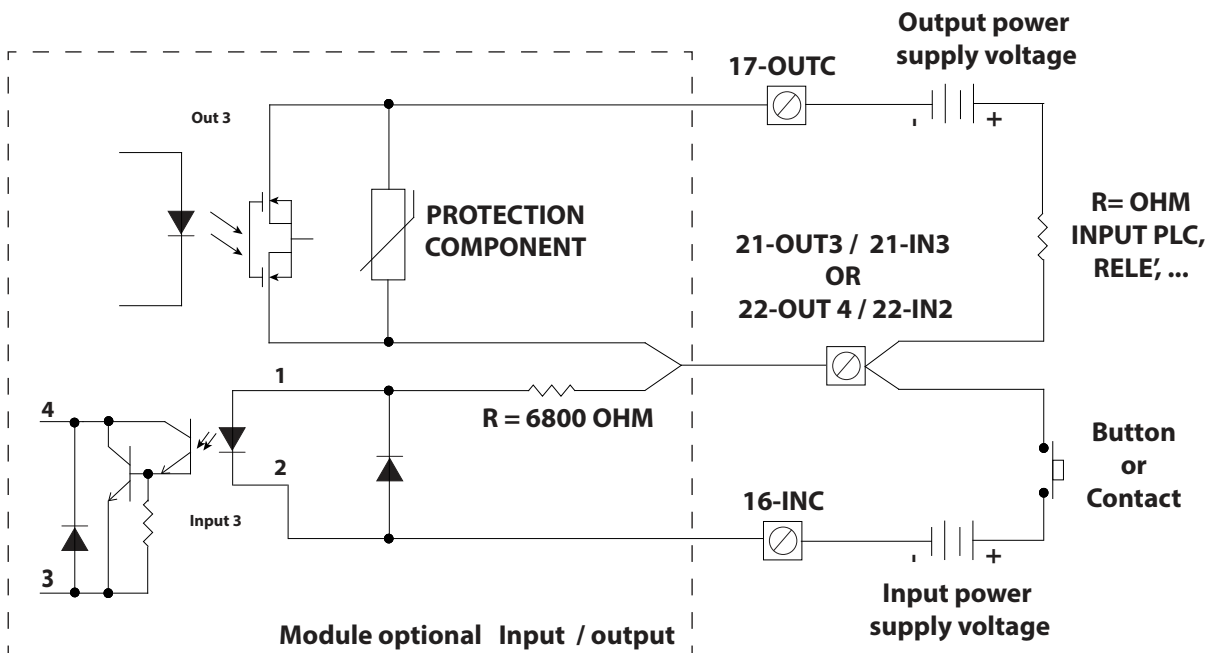 Output power
supply voltage
17-OUTC
Out 3
- +
PROTECTION
COMPONENT
R= OHM
INPUT PLC,
RELE’, ...
21-OUT3 / 21-IN3
OR
22-OUT 4 / 22-IN2
1
R = 6800 OHM
4
2
Button
or
Contact
16-INC
Input 3
- +
3
Input power
supply voltage
Module optional Input / output